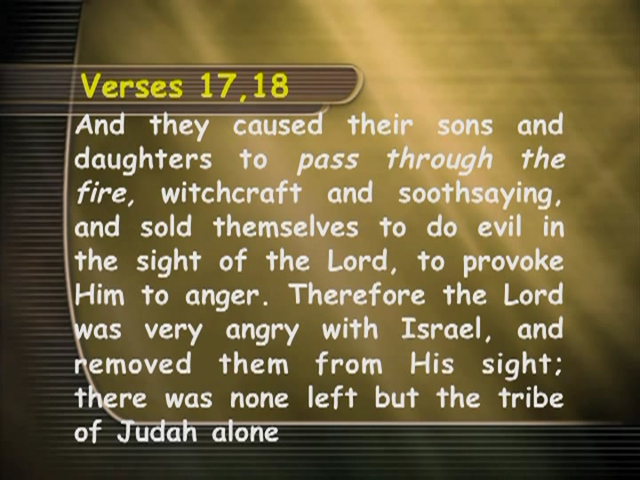 Verses 17,18
And they caused their sons and
daughters to pass through the
fire, witchcraft and soothsaying,
and sold themselves to do evil in
the sight of the Lord, to provoke
Him to anger. Therefore the Lord
was very angry with Israel, and
removed them from His sight;
there was none left but the tribe
of Judah alone